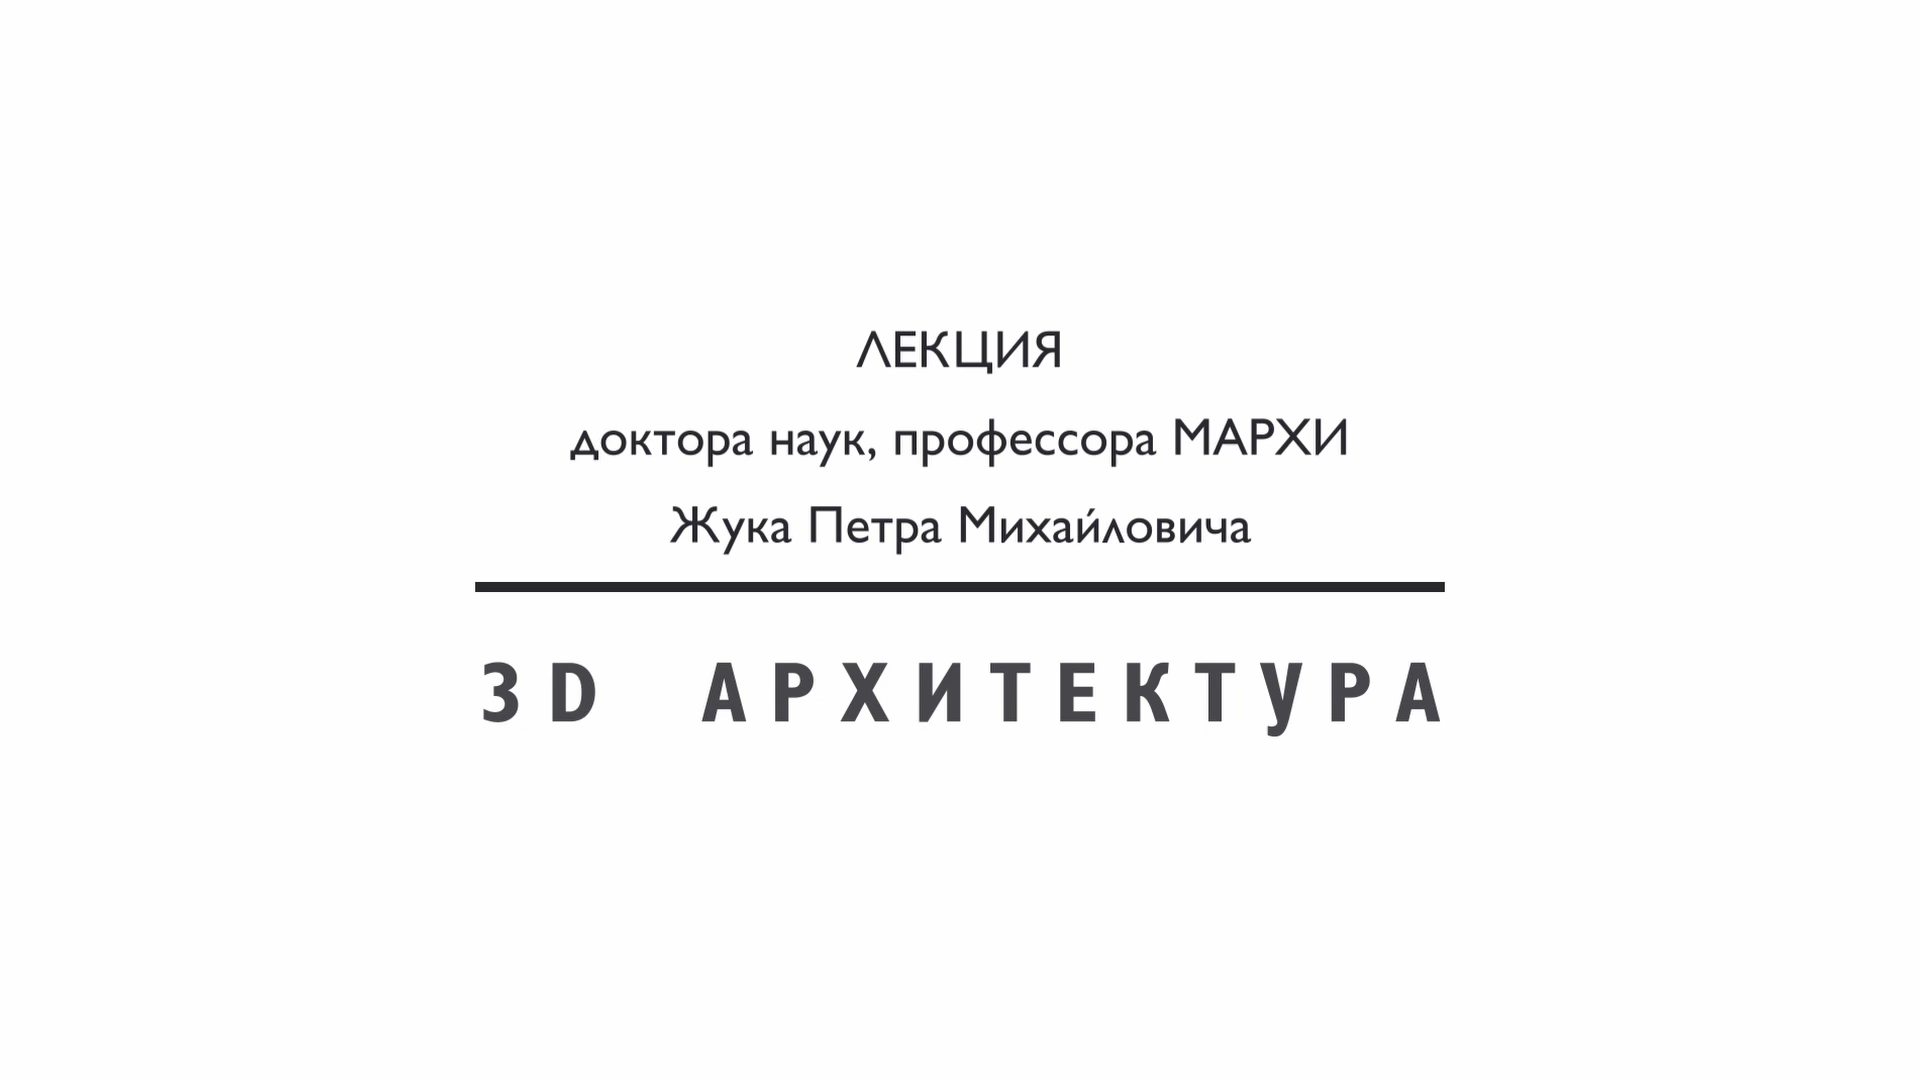 ЛЕКЦИЯ
доктора наук, профессора МАРХИ
Жука Петра Михайловича
3D АРХИТЕКТУРА